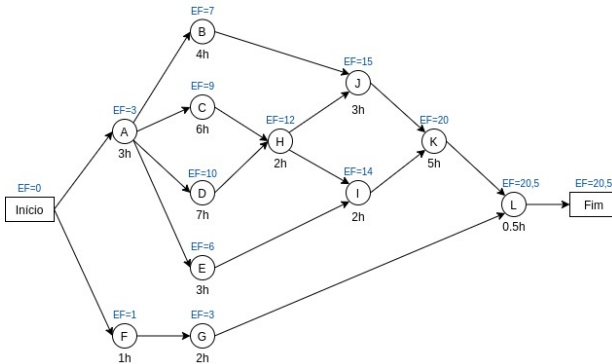 EF=7
B
4h
EF=15
J
3h
EF=9
C
6h
EF=3
A
3h
EF=12
H
2h
EF=20
K
5h
EF=10
D
7h
EF=14
I
2h
EF=0
Início
EF=20,5
L
0.5h
EF=20,5
Fim
EF=6
E
3h
EF=1
F
1h
EF=3
G
2h